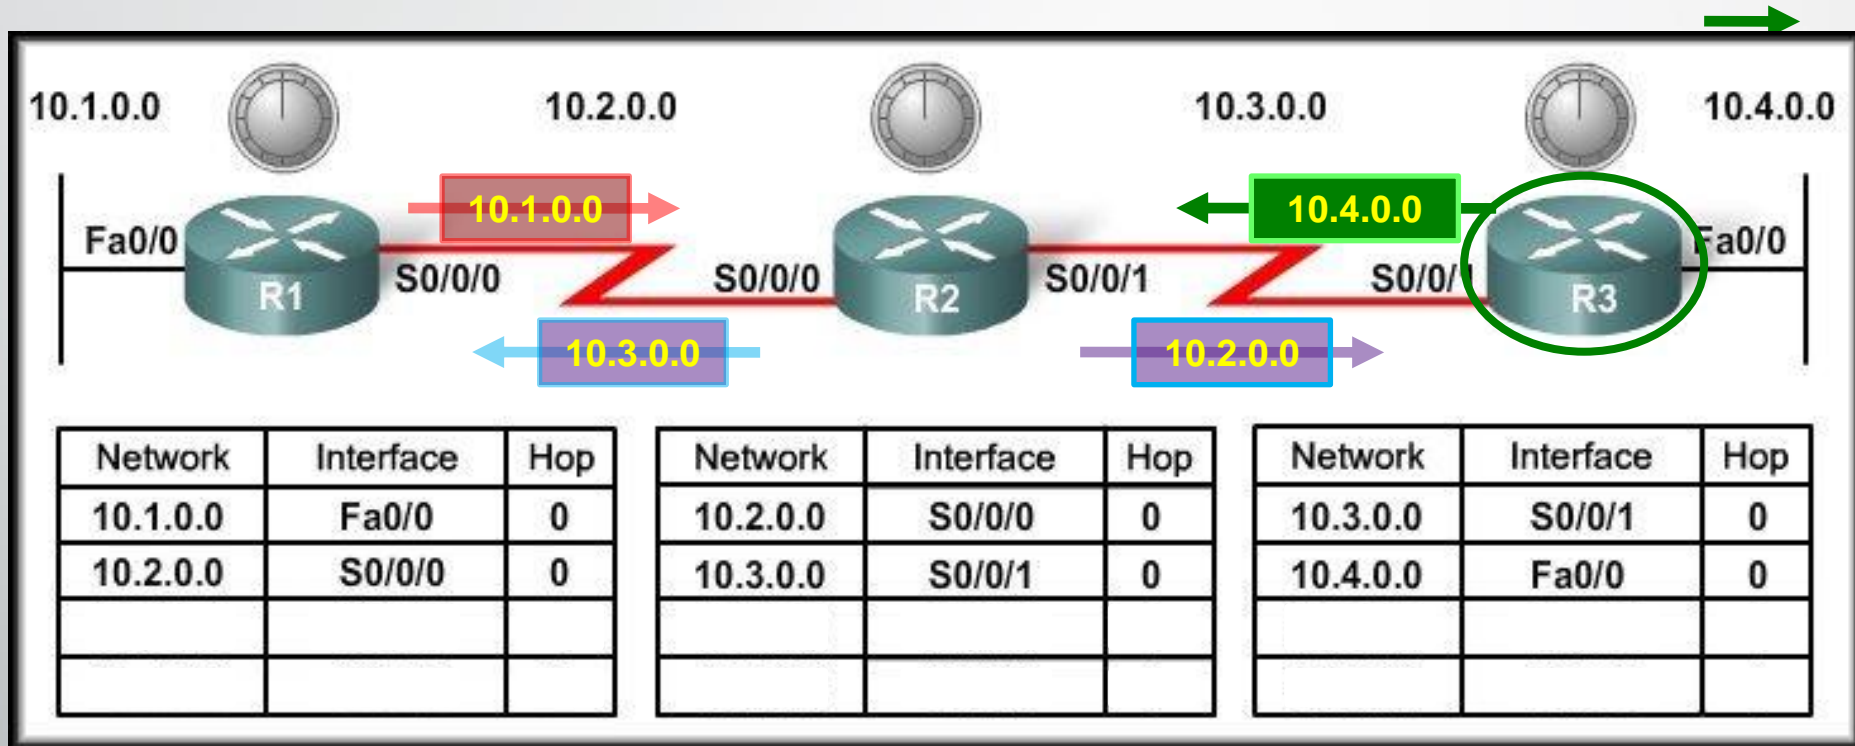 10.1.0.0 10.2.0.0 10.3.0.0 10.4.0.0
10.1.0.0 10.4.0.0
Fa0/0 R1 S0/0/0 S0/0/0 R2 S0/0/1 S0/0/1 R3 Fa0/0
10.3.0.0 10.2.0.0
Network Interface Hop
10.1.0.0 Fa0/0 0
10.2.0.0 S0/0/0 0
Network Interface Hop
10.2.0.0 S0/0/0 0
10.3.0.0 S0/0/1 0
Network Interface Hop
10.3.0.0 S0/0/1 0
10.4.0.0 Fa0/0 0